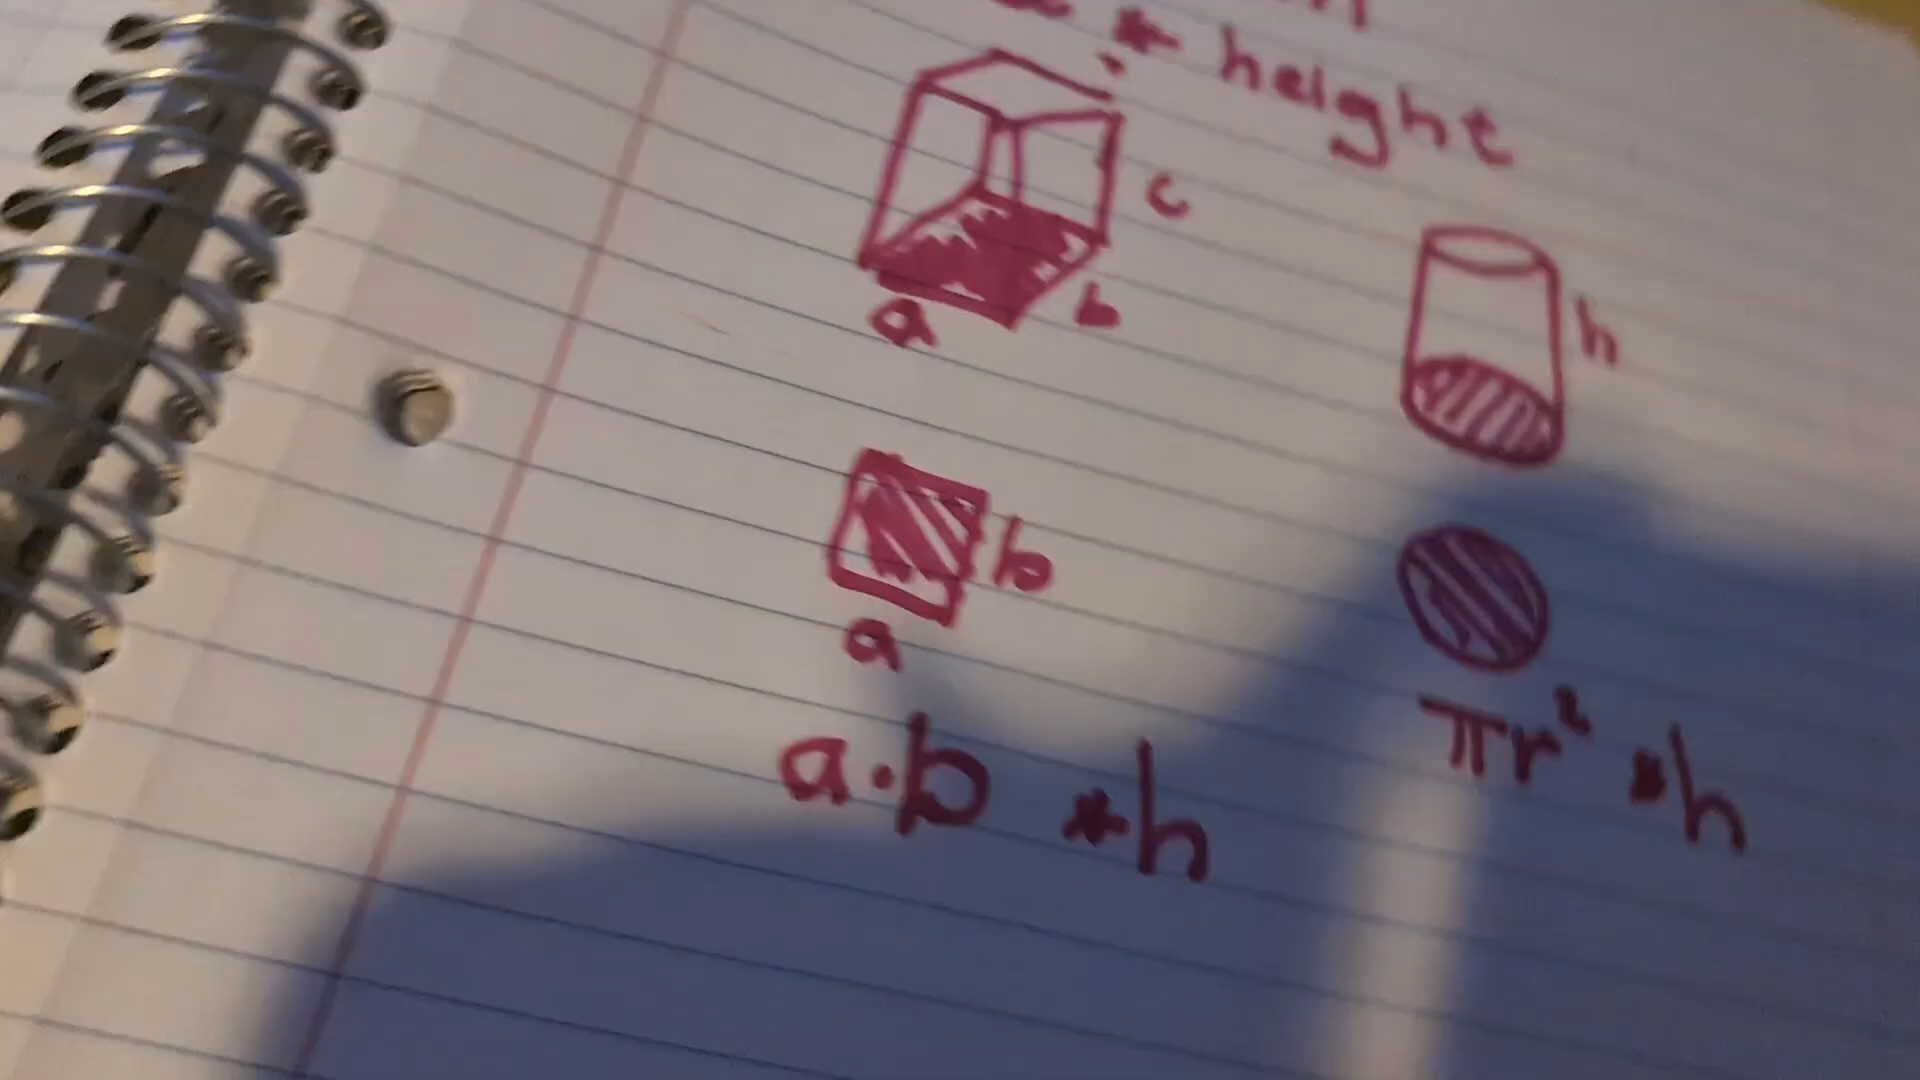 * height
c
a b
h
b
a
a·b *h
πr² *h